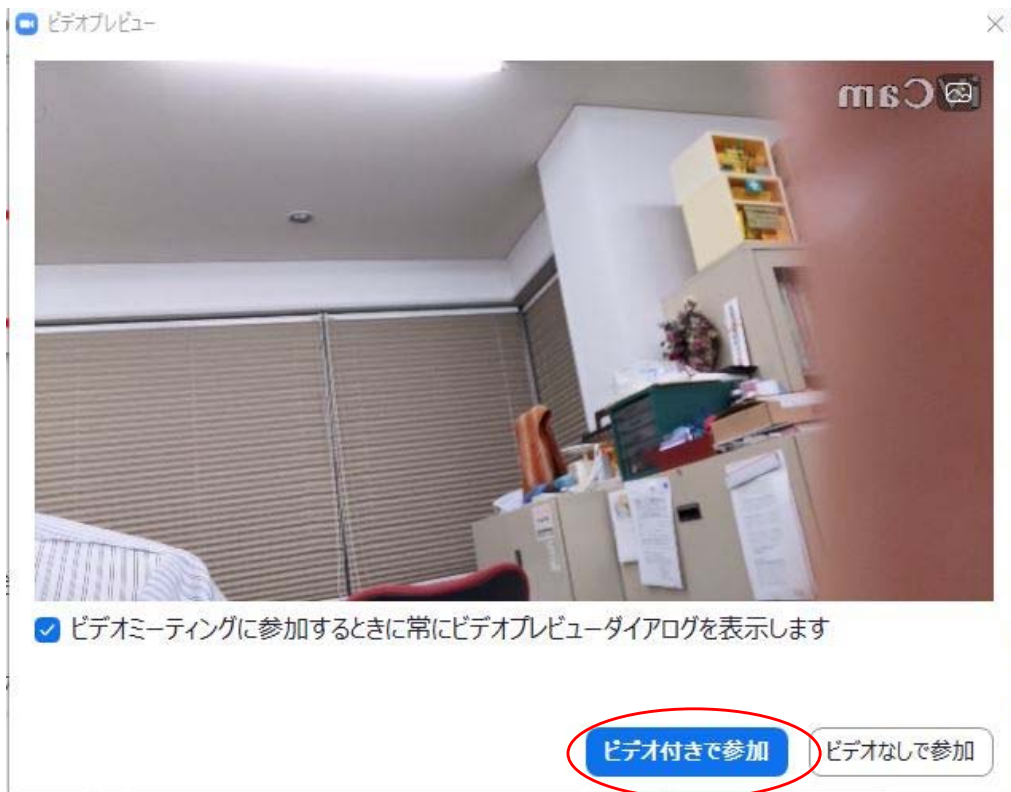 ビデオプレビュー
Cam
ビデオミーティングに参加するときに常にビデオプレビューダイアログを表示します
ビデオ付きで参加
ビデオなしで参加